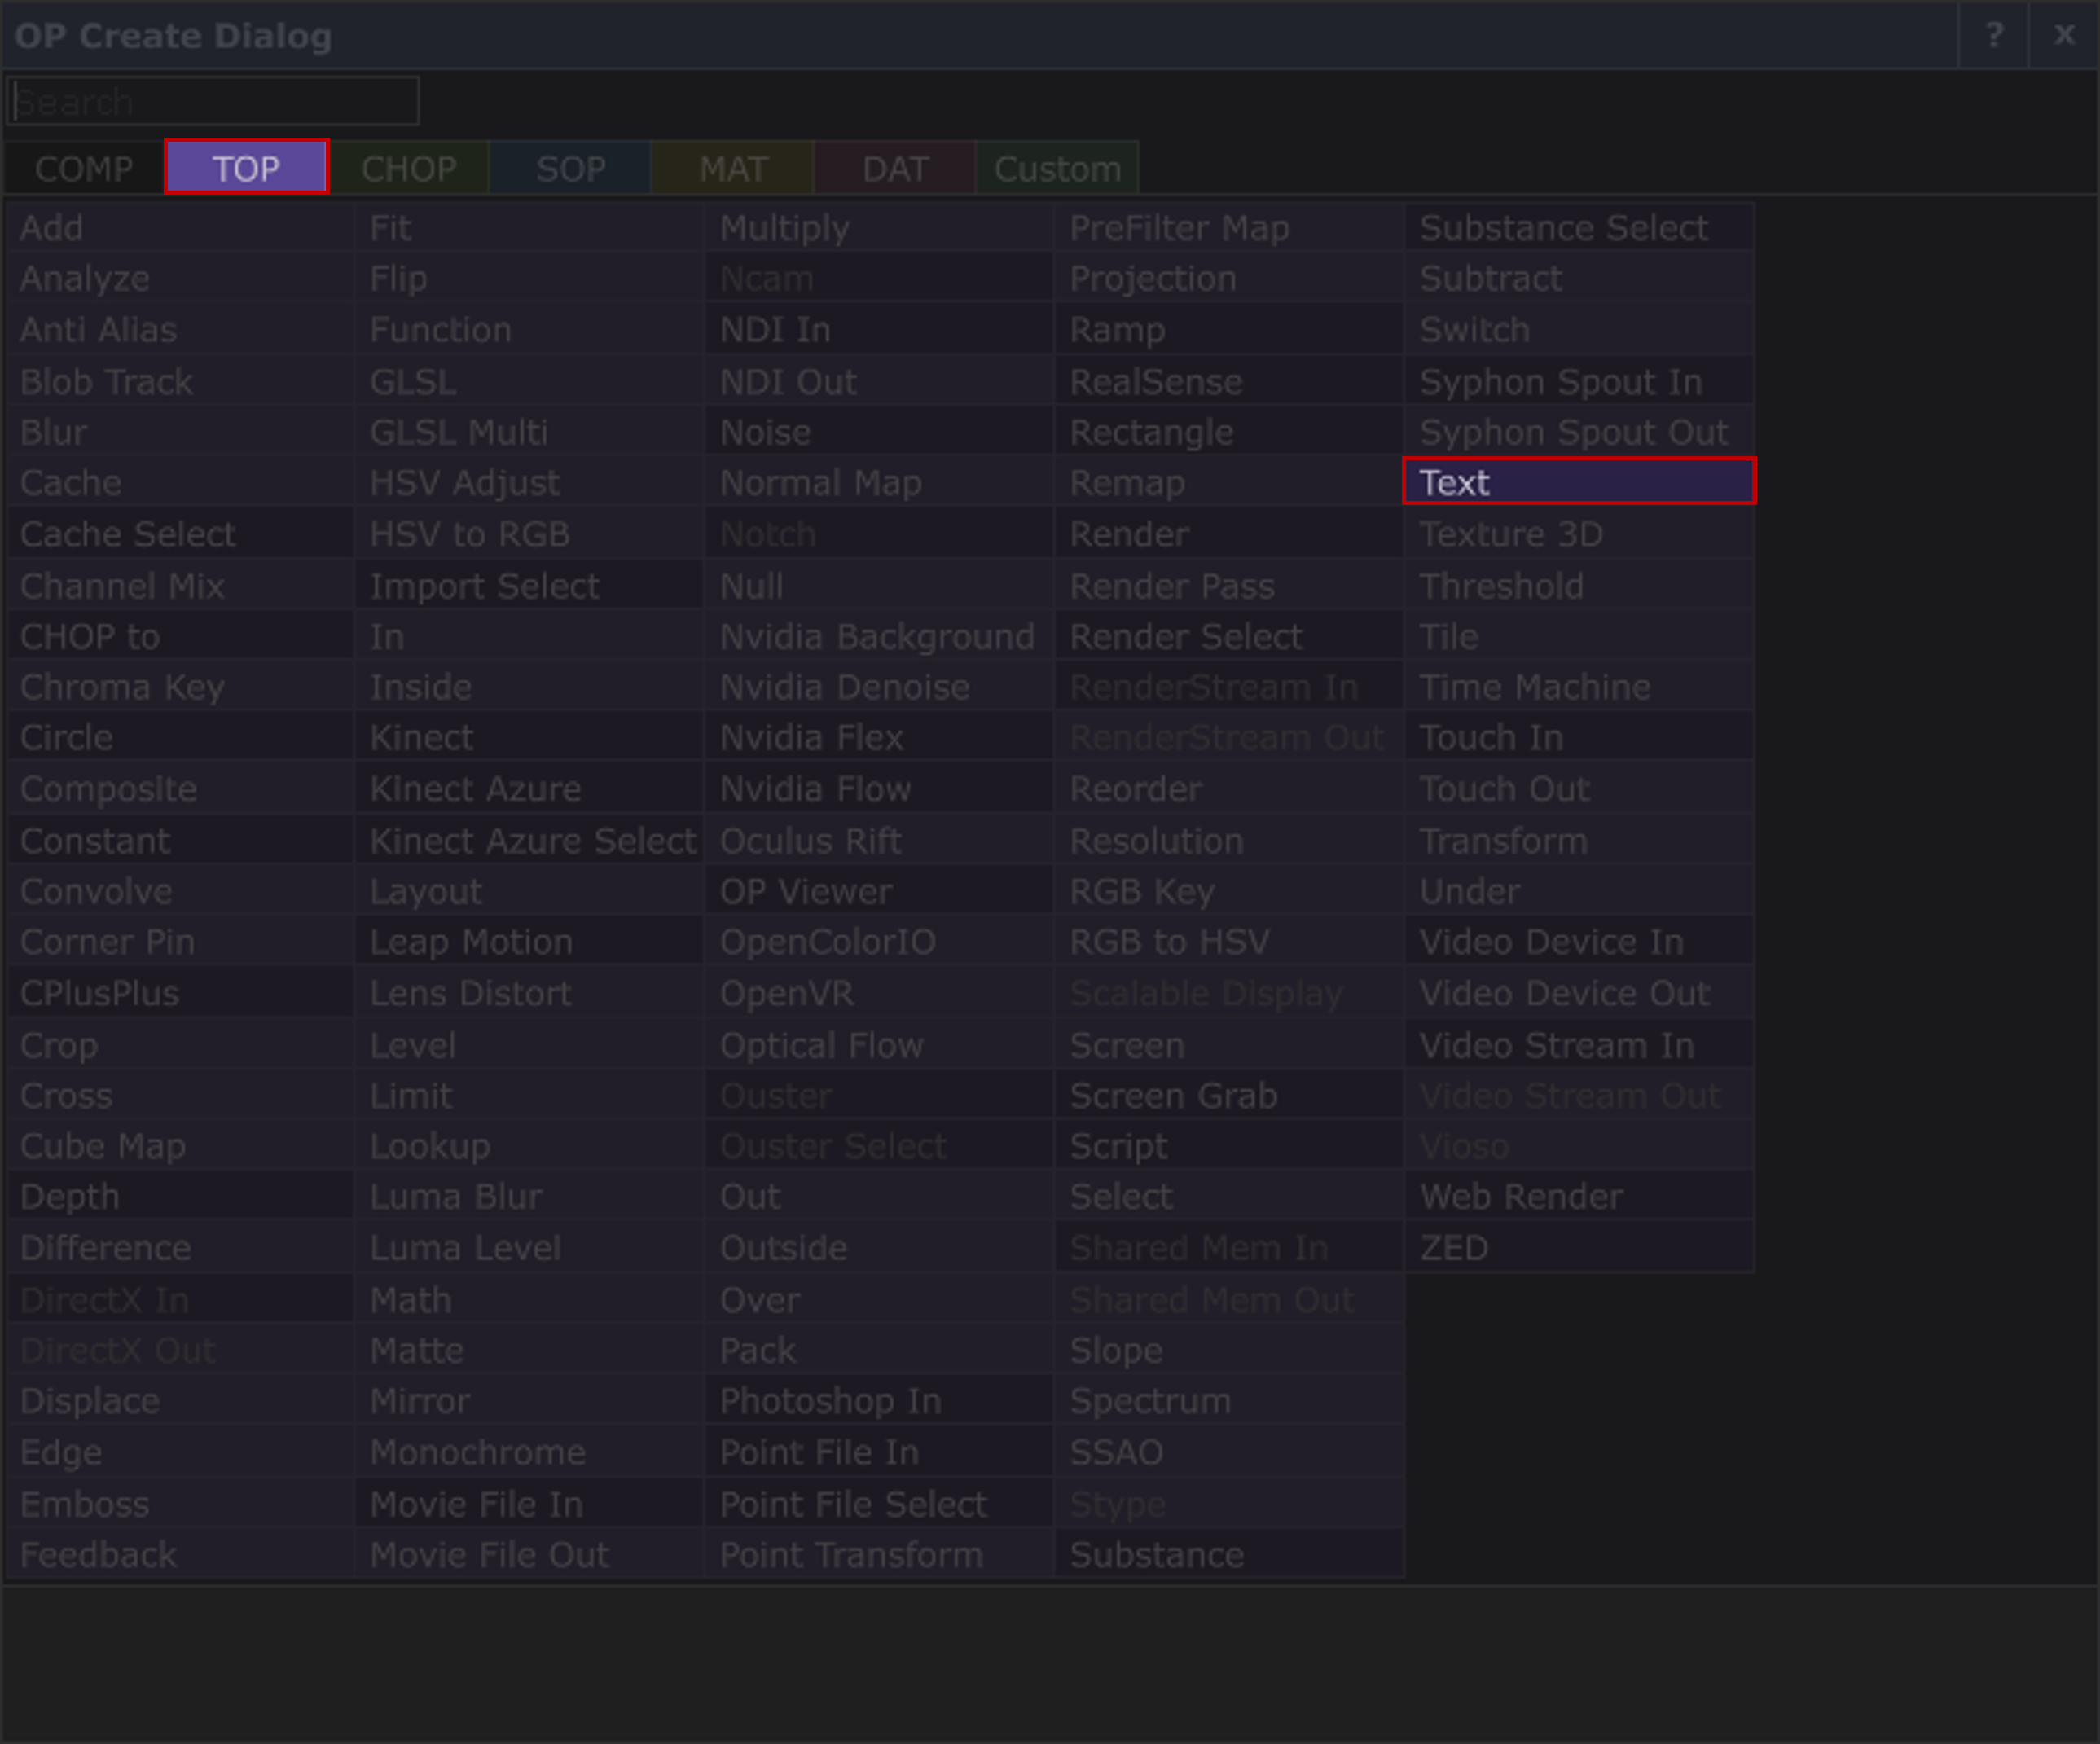 OP Create Dialog ? x
Search
COMP TOP CHOP SOP MAT DAT Custom
Add Fit Multiply PreFilter Map Substance Select
Analyze Flip Ncam Projection Subtract
Anti Alias Function NDI In Ramp Switch
Blob Track GLSL NDI Out RealSense Syphon Spout In
Blur GLSL Multi Noise Rectangle Syphon Spout Out
Cache HSV Adjust Normal Map Remap Text
Cache Select HSV to RGB Notch Render Texture 3D
Channel Mix Import Select Null Render Pass Threshold
CHOP to In Nvidia Background Render Select Tile
Chroma Key Inside Nvidia Denoise RenderStream In Time Machine
Circle Kinect Nvidia Flex RenderStream Out Touch In
Composite Kinect Azure Nvidia Flow Reorder Touch Out
Constant Kinect Azure Select Oculus Rift Resolution Transform
Convolve Layout OP Viewer RGB Key Under
Corner Pin Leap Motion OpenColorIO RGB to HSV Video Device In
CPlusPlus Lens Distort OpenVR Scalable Display Video Device Out
Crop Level Optical Flow Screen Video Stream In
Cross Limit Ouster Screen Grab Video Stream Out
Cube Map Lookup Ouster Select Script Vioso
Depth Luma Blur Out Select Web Render
Difference Luma Level Outside Shared Mem In ZED
DirectX In Math Over Shared Mem Out
DirectX Out Matte Pack Slope
Displace Mirror Photoshop In Spectrum
Edge Monochrome Point File In SSAO
Emboss Movie File In Point File Select Stype
Feedback Movie File Out Point Transform Substance